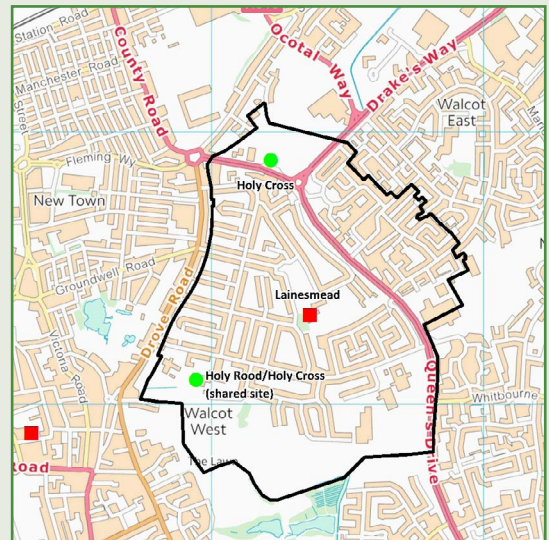 Station Road
Manchester Road
County Road
Ocotal Way
Drake's Way
Walcot
East
Fleming Wy
Street
New Town
Holy Cross
Groundwell Road
Drove Road
Lainesmead
Victoria Road
Holy Rood/Holy Cross
(shared site)
Walcot
West
Queen's Drive
Whitbourne
The Lawn
Road